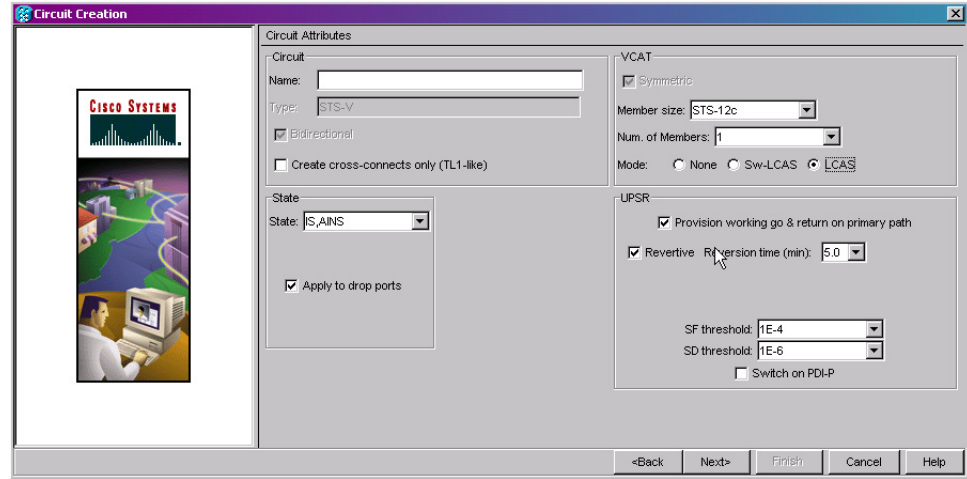 Circuit Creation
Circuit Attributes
CISCO SYSTEMS
Circuit
Name:
Type: STS-V
Bidirectional
Create cross-connects only (TL1-like)
VCAT
Symmetric
Member size: STS-12c
Num. of Members: 1
Mode: None Sw-LCAS LCAS
State
State: IS,AINS
Apply to drop ports
UPSR
Provision working go & return on primary path
Revertive Reversion time (min): 5.0
SF threshold: 1E-4
SD threshold: 1E-6
Switch on PDI-P
<Back Next> Finish Cancel Help